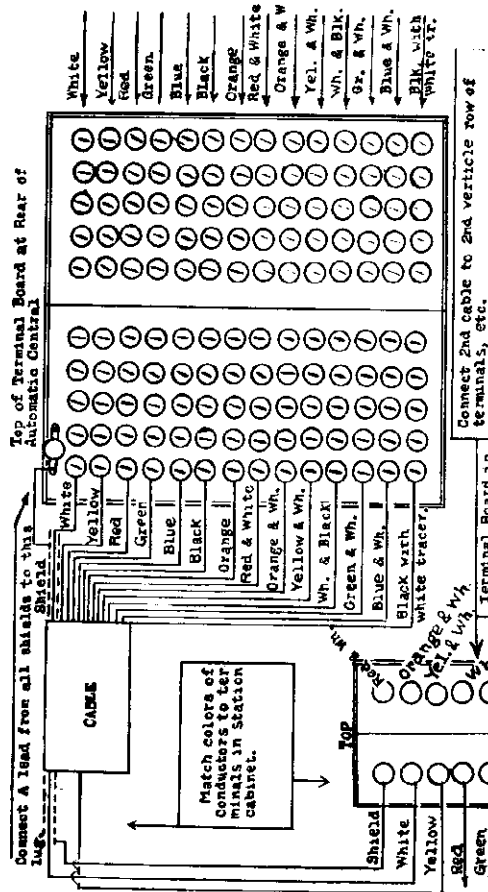 Top of Terminal Board at Rear of
Automatic Central
Connect A lead from all shields to this
lug.
Shield
White
Yellow
Red
Green
Blue
Black
Orange
Red & White
Orange & Wh.
Yellow & Wh.
Wh. & Black
Green & Wh.
Blue & Wh.
Black with
white tracer.
White
Yellow
Red
Green
Blue
Black
Orange
Red & White
Orange & W
Yel. & Wh.
Wh. & Blk.
Gr. & Wh.
Blue & Wh.
Blk. with
white tr.
CABLE
Match colors of
Conductors to ter
minals in Station
cabinet.
Connect 2nd cable to 2nd verticle row of
terminals, etc.
Terminal Board in
TOP
Shield
White
Yellow
Red
Green
Red & Wh.
Orange & Wh.
Yel. & Wh.